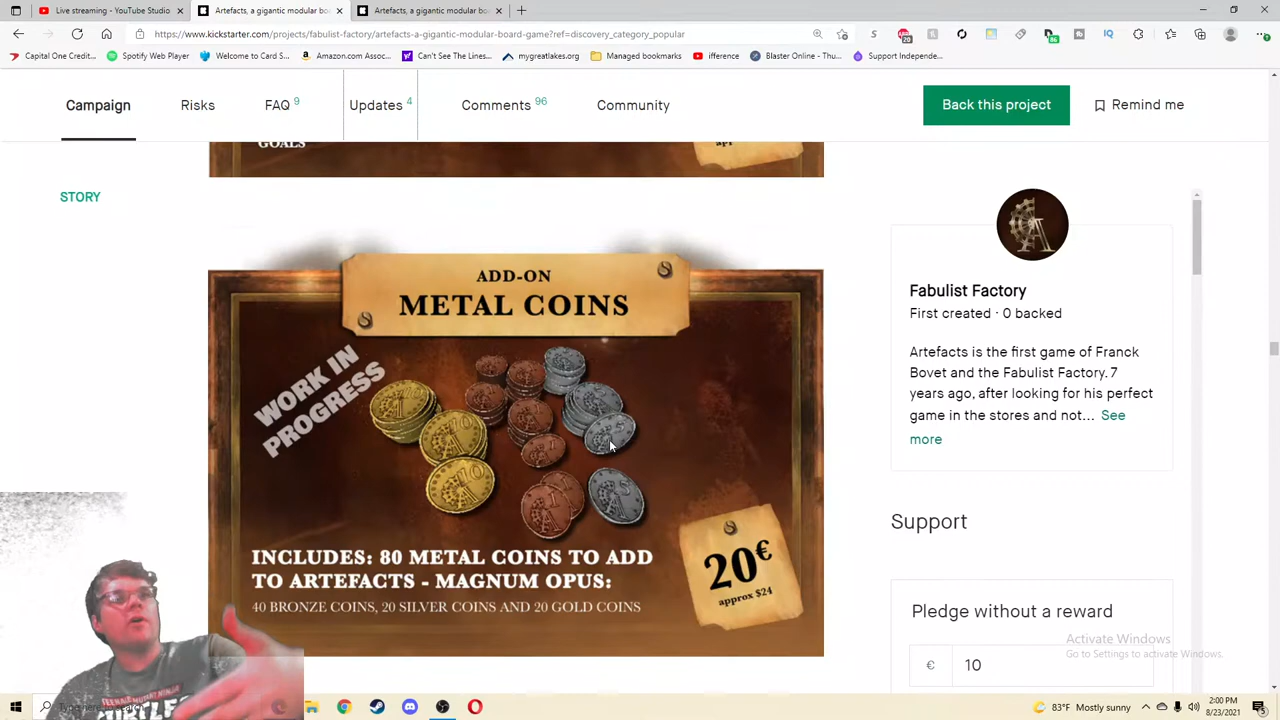 Live streaming - YouTube Studio
Artefacts, a gigantic modular bo
Artefacts, a gigantic modular bo
https://www.kickstarter.com/projects/fabulist-factory/artefacts-a-gigantic-modular-board-game?ref=discovery_category_popular
Capital One Credit...
Spotify Web Player
Welcome to Card S...
Amazon.com Assoc...
Can't See The Lines...
mygreatlakes.org
Managed bookmarks
ifference
Blaster Online - Thu...
Support Independe...
Campaign
Risks
FAQ 9
Updates 4
Comments 96
Community
Back this project
Remind me
GOALS
STORY
ADD-ON
METAL COINS
WORK IN
PROGRESS
INCLUDES: 80 METAL COINS TO ADD
TO ARTEFACTS - MAGNUM OPUS:
40 BRONZE COINS, 20 SILVER COINS AND 20 GOLD COINS
20€
approx $24
Fabulist Factory
First created · 0 backed
Artefacts is the first game of Franck
Bovet and the Fabulist Factory. 7
years ago, after looking for his perfect
game in the stores and not... See
more
Support
Pledge without a reward
€ 10
Activate Windows
Go to Settings to activate Windows.
TEENAGE MUTANT NINJA
TURTLES
83°F Mostly sunny
2:00 PM
8/23/2021